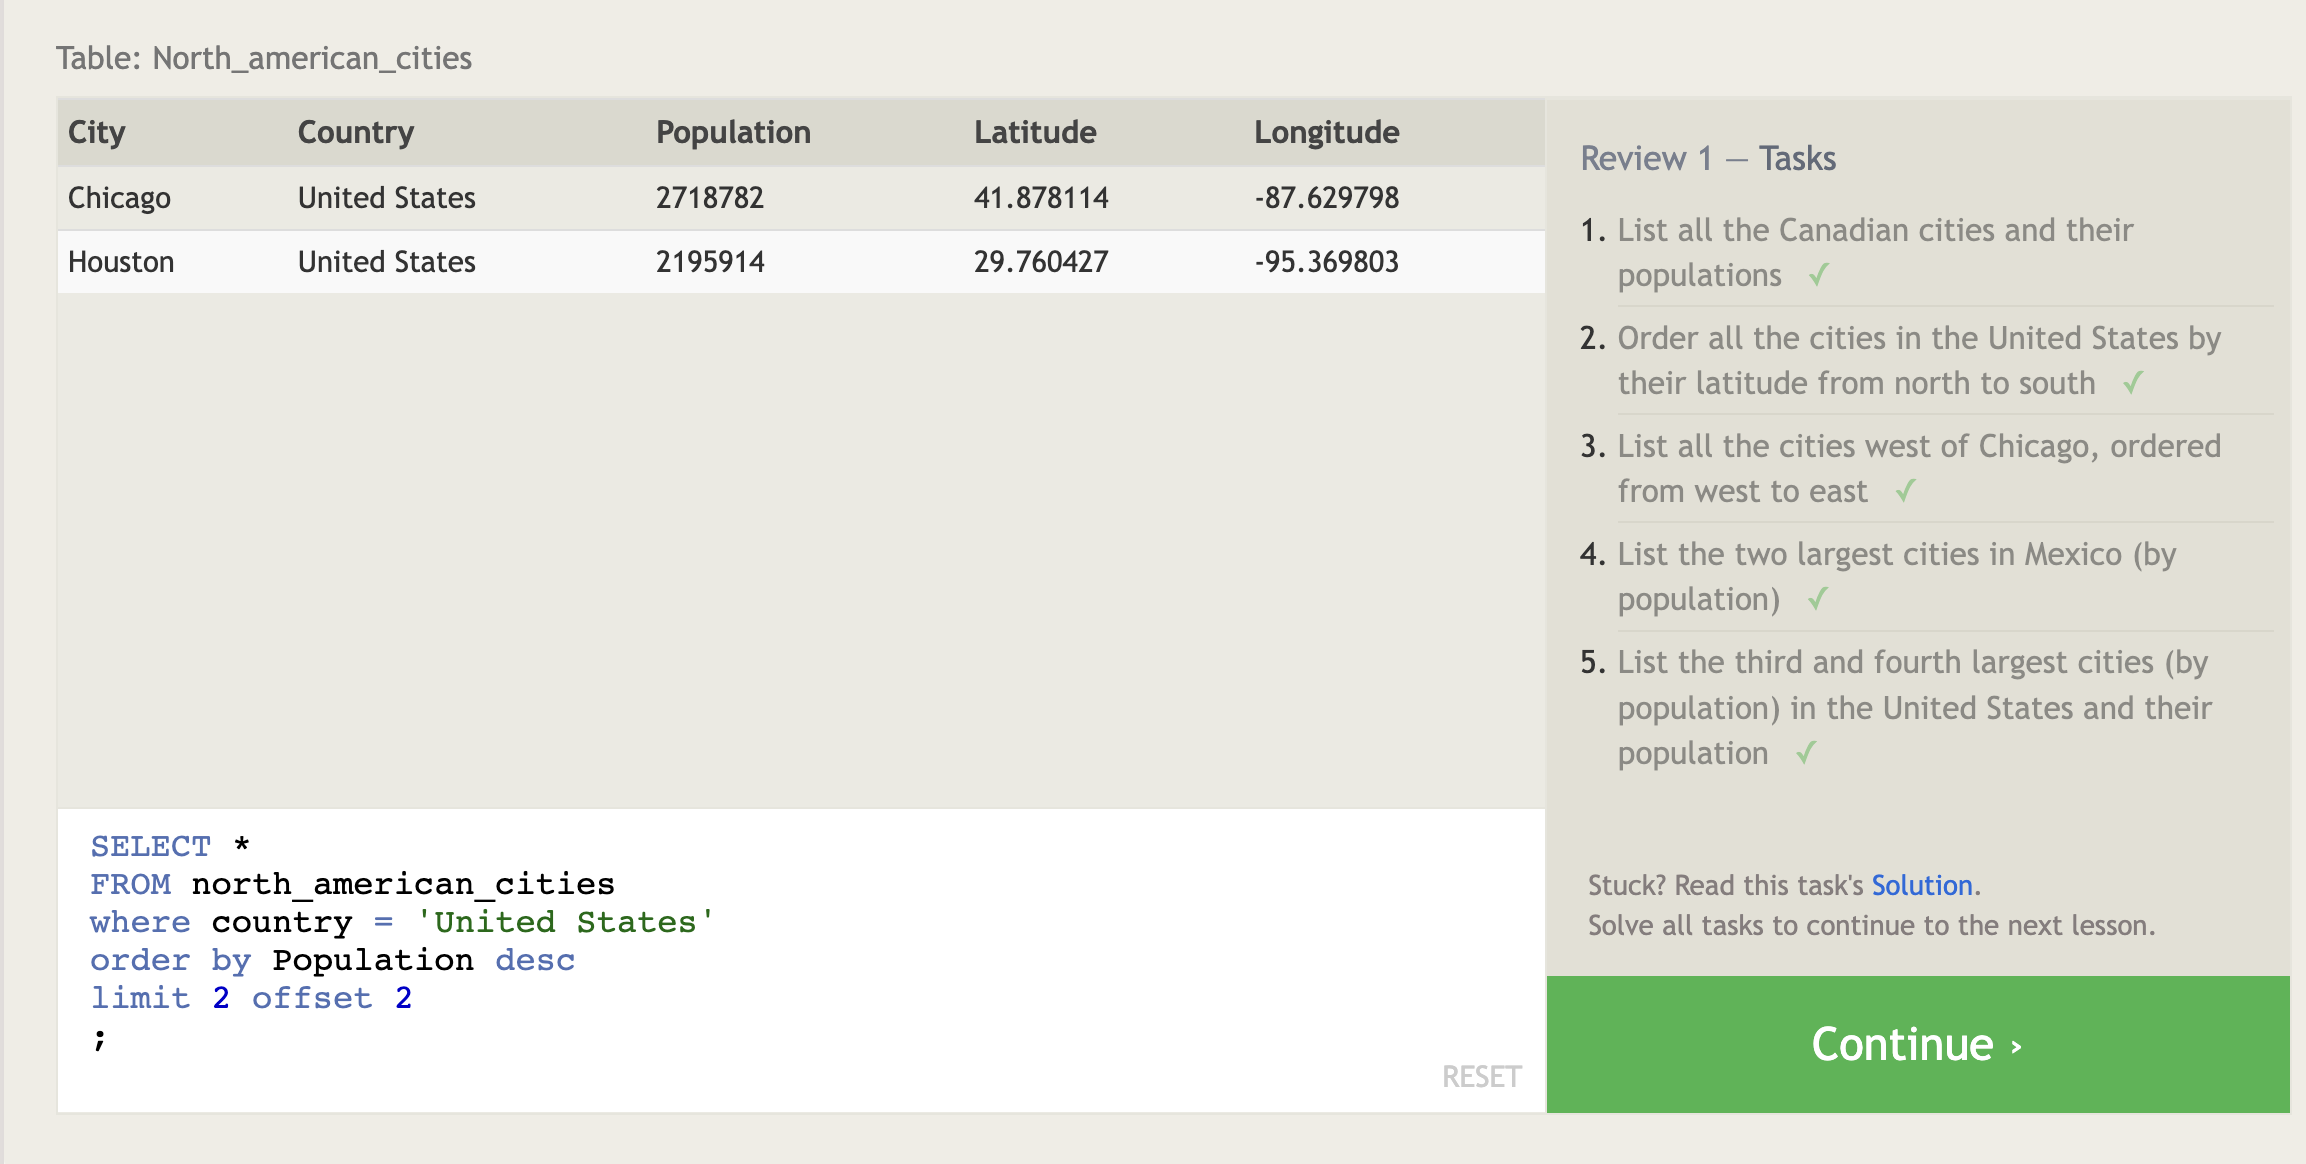 Table: North_american_cities
City Country Population Latitude Longitude
Chicago United States 2718782 41.878114 -87.629798
Houston United States 2195914 29.760427 -95.369803
SELECT *
FROM north_american_cities
where country = 'United States'
order by Population desc
limit 2 offset 2
;
RESET
Review 1 — Tasks
1. List all the Canadian cities and their
populations ✓
2. Order all the cities in the United States by
their latitude from north to south ✓
3. List all the cities west of Chicago, ordered
from west to east ✓
4. List the two largest cities in Mexico (by
population) ✓
5. List the third and fourth largest cities (by
population) in the United States and their
population ✓
Stuck? Read this task's Solution.
Solve all tasks to continue to the next lesson.
Continue ›